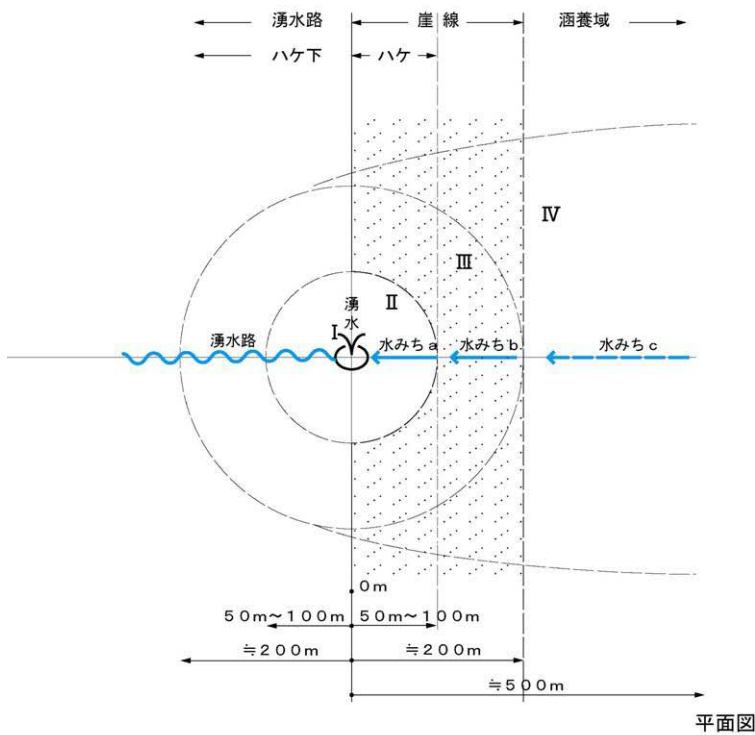 湧水路 崖 線 涵養域
ハケ下 ハケ
Ⅳ
Ⅲ
Ⅱ
湧水
Ⅰ
湧水路 水みちａ 水みちｂ 水みちｃ
０ｍ
５０ｍ～１００ｍ ５０ｍ～１００ｍ
≒２００ｍ ≒２００ｍ
≒５００ｍ
平面図